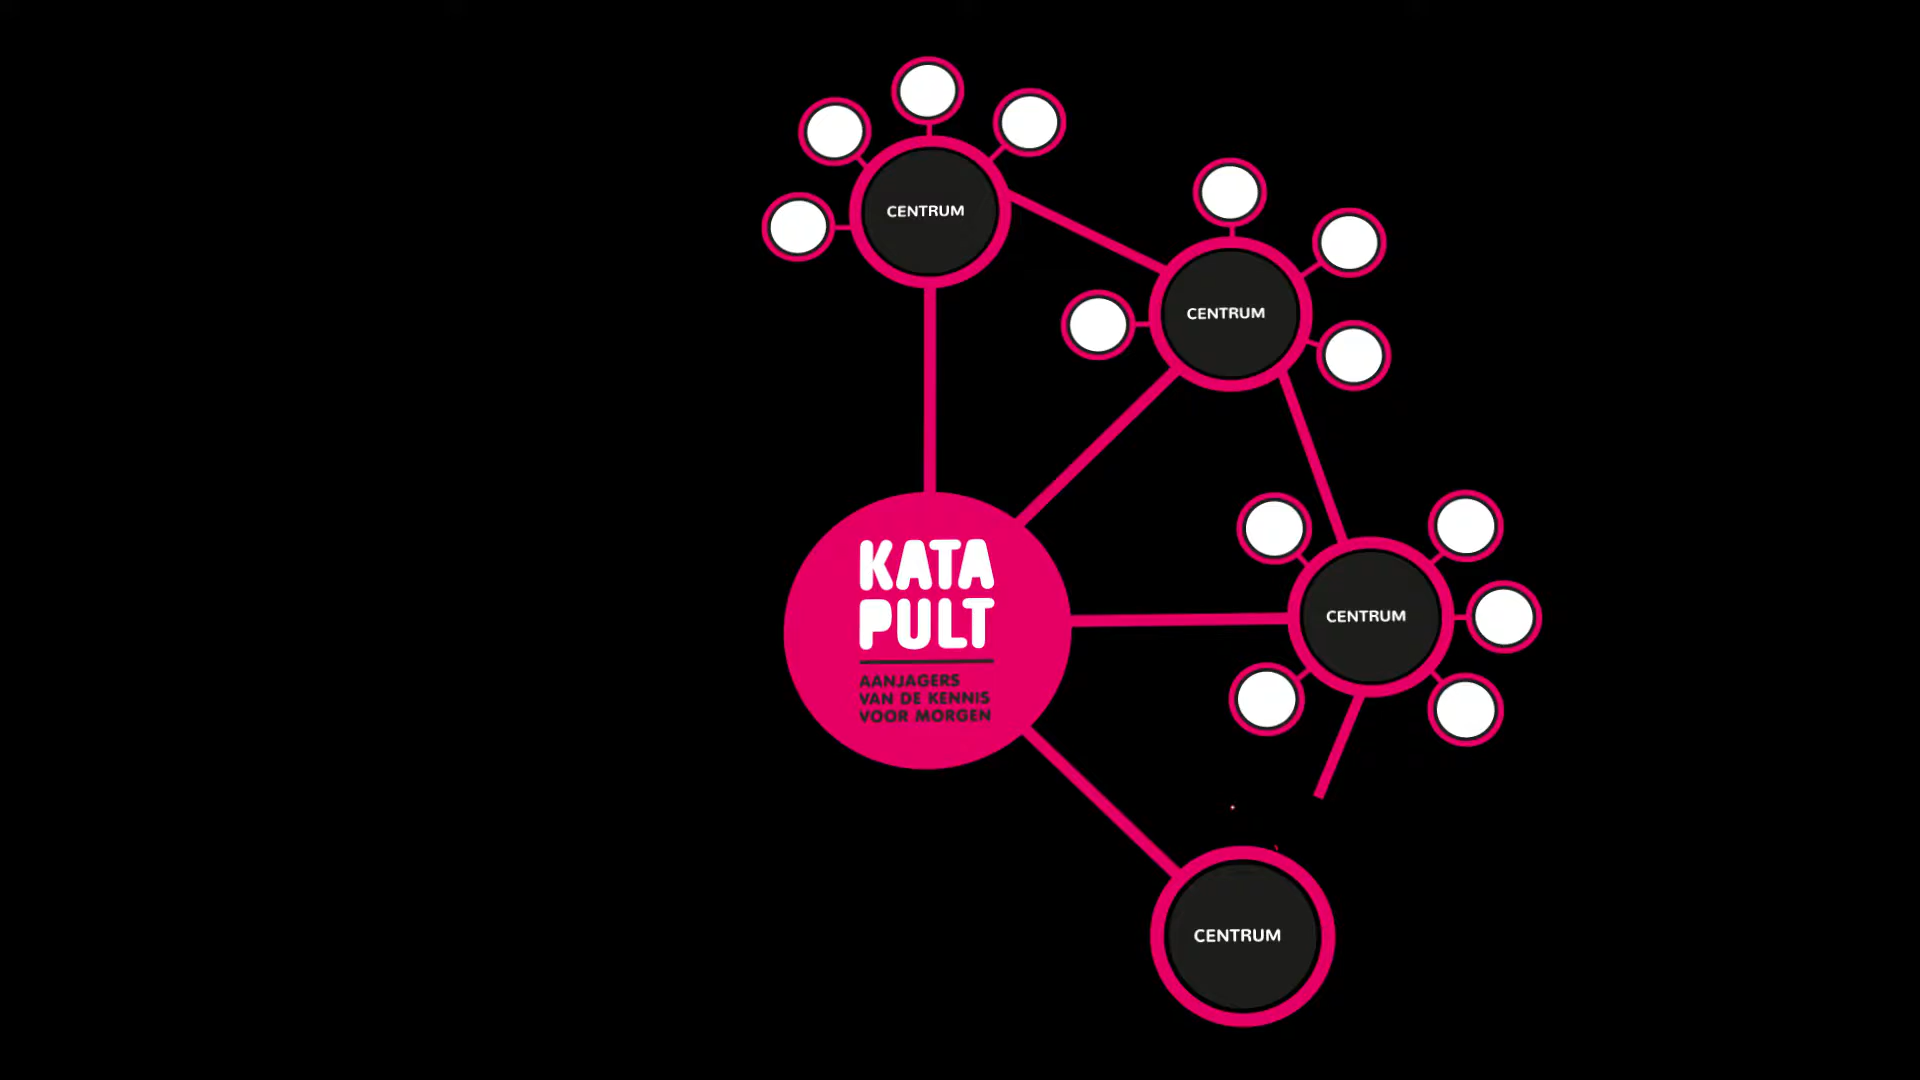 CENTRUM
CENTRUM
KATA
PULT
AANJAGERS
VAN DE KENNIS
VOOR MORGEN
CENTRUM
CENTRUM